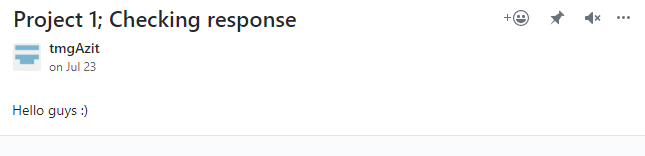 Project 1; Checking response
tmgAzit
on Jul 23
Hello guys :)